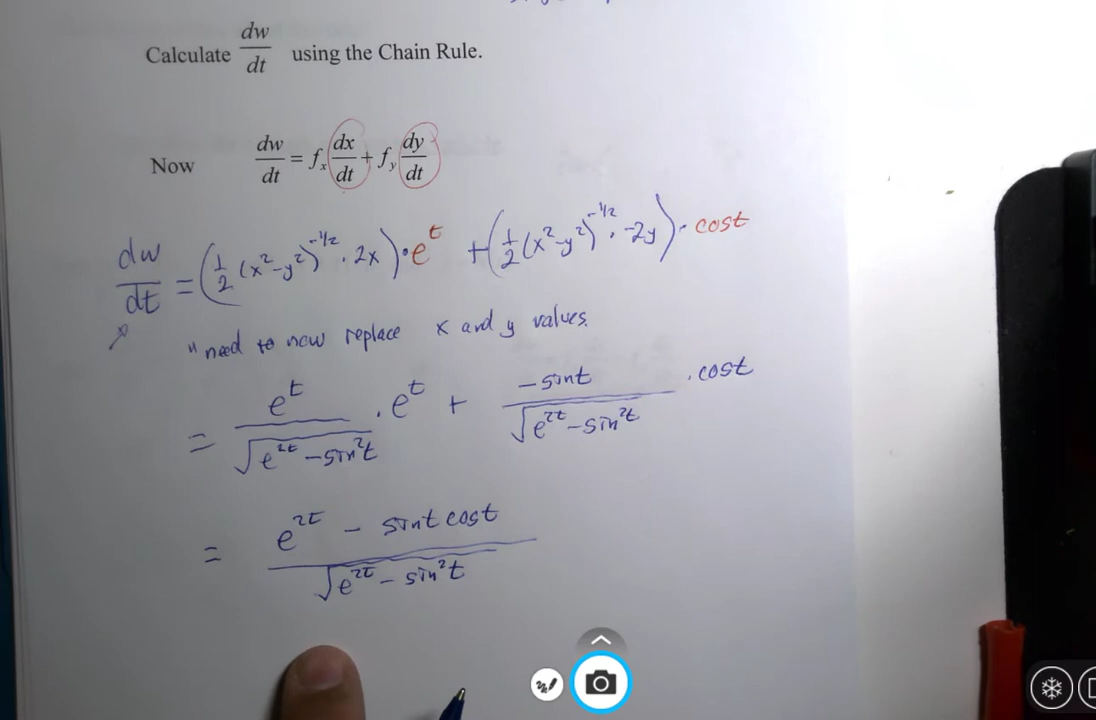 Calculate dw/dt using the Chain Rule.
Now dw/dt = f_x dx/dt + f_y dy/dt
dw/dt = (1/2 (x²-y²)^(-1/2) · 2x) · e^t + (1/2 (x²-y²)^(-1/2) · -2y) · cost
"need to now replace x and y values.
= e^t/√(e^(2t) - sin²t) · e^t + -sint/√(e^(2t) - sin²t) · cost
= (e^(2t) - sint cost)/√(e^(2t) - sin²t)